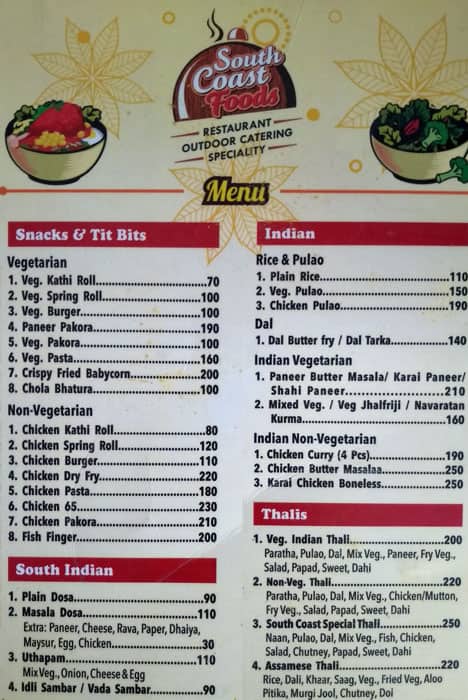 South
Coast
Foods
RESTAURANT
OUTDOOR CATERING
SPECIALITY
Menu
Snacks & Tit Bits
Vegetarian
1. Veg. Kathi Roll................................70
2. Veg. Spring Roll............................100
3. Veg. Burger...................................100
4. Paneer Pakora..............................190
5. Veg. Pakora...................................100
6. Veg. Pasta.....................................160
7. Crispy Fried Babycorn..................200
8. Chola Bhatura...............................100
Non-Vegetarian
1. Chicken Kathi Roll..........................80
2. Chicken Spring Roll......................120
3. Chicken Burger.............................110
4. Chicken Dry Fry............................220
5. Chicken Pasta...............................180
6. Chicken 65....................................230
7. Chicken Pakora.............................210
8. Fish Finger....................................200
South Indian
1. Plain Dosa......................................90
2. Masala Dosa.................................110
Extra: Paneer, Cheese, Rava, Paper, Dhaiya,
Maysur, Egg, Chicken..........................30
3. Uthapam.......................................110
Mix Veg., Onion, Cheese & Egg
4. Idli Sambar / Vada Sambar............90
Indian
Rice & Pulao
1. Plain Rice......................................110
2. Veg. Pulao....................................150
3. Chicken Pulao...............................190
Dal
1. Dal Butter fry / Dal Tarka..............140
Indian Vegetarian
1. Paneer Butter Masala/ Karai Paneer/
Shahi Paneer.......................210
2. Mixed Veg. / Veg Jhalfriji / Navaratan
Kurma...........................................160
Indian Non-Vegetarian
1. Chicken Curry (4 Pcs)...................190
2. Chicken Butter Masalaa................250
3. Karai Chicken Boneless.................250
Thalis
1. Veg. Indian Thali...........................200
Paratha, Pulao, Dal, Mix Veg., Paneer, Fry Veg.,
Salad, Papad, Sweet, Dahi
2. Non-Veg. Thali..............................220
Paratha, Pulao, Dal, Mix Veg., Chicken/Mutton,
Fry Veg., Salad, Papad, Sweet, Dahi
3. South Coast Special Thali..............250
Naan, Pulao, Dal, Mix Veg., Fish, Chicken,
Salad, Chutney, Papad, Sweet, Dahi
4. Assamese Thali.............................220
Rice, Dali, Khaar, Saag, Veg., Fried Veg, Aloo
Pitika, Murgi Jool, Chutney, Doi